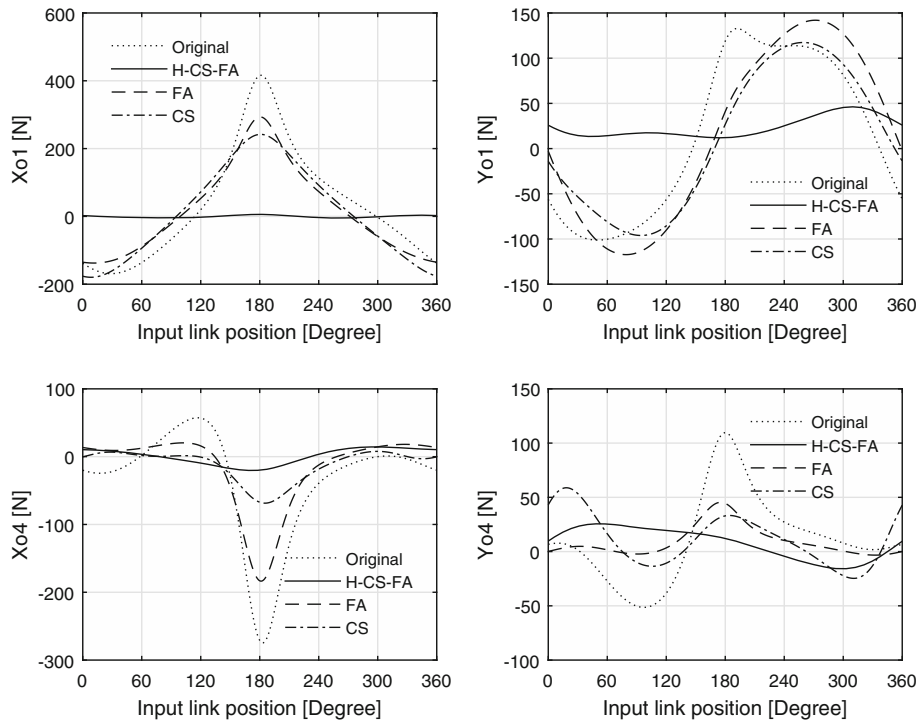 600
400
200
0
-200
Xo1 [N]
Original
H-CS-FA
FA
CS
0 60 120 180 240 300 360
Input link position [Degree]
150
100
50
0
-50
-100
-150
Yo1 [N]
Original
H-CS-FA
FA
CS
0 60 120 180 240 300 360
Input link position [Degree]
100
0
-100
-200
-300
Xo4 [N]
Original
H-CS-FA
FA
CS
0 60 120 180 240 300 360
Input link position [Degree]
150
100
50
0
-50
-100
Yo4 [N]
Original
H-CS-FA
FA
CS
0 60 120 180 240 300 360
Input link position [Degree]